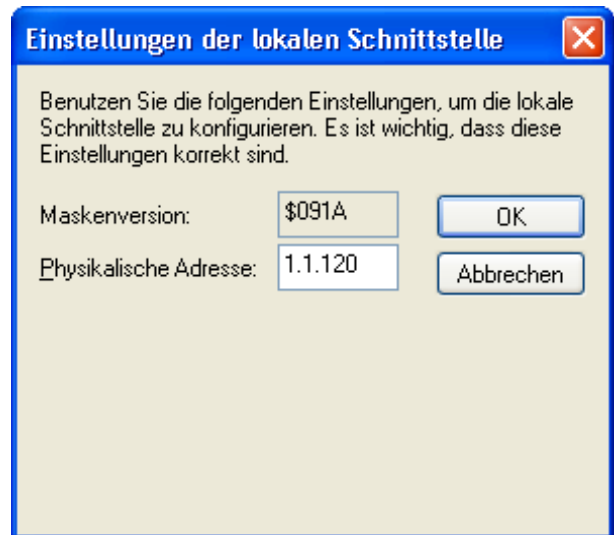 Einstellungen der lokalen Schnittstelle
Benutzen Sie die folgenden Einstellungen, um die lokale
Schnittstelle zu konfigurieren. Es ist wichtig, dass diese
Einstellungen korrekt sind.
Maskenversion: $091A OK
Physikalische Adresse: 1.1.120 Abbrechen